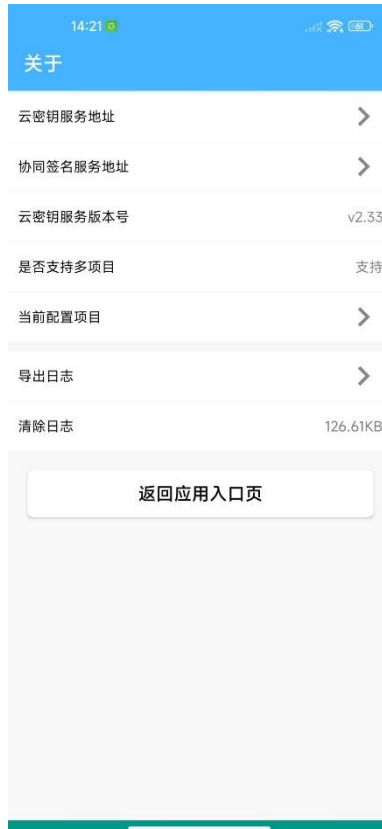 14:21
关于
云密钥服务地址
协同签名服务地址
云密钥服务版本号 v2.33
是否支持多项目 支持
当前配置项目
导出日志
清除日志 126.61KB
返回应用入口页